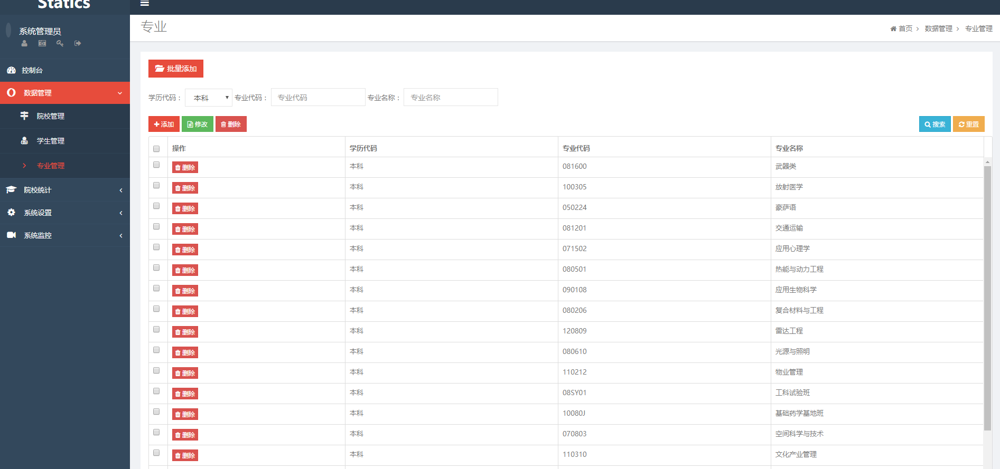 Statics
系统管理员
控制台
数据管理
院校管理
学生管理
专业管理
院校统计
系统设置
系统监控
专业
首页 > 数据管理 > 专业管理
批量添加
学历代码： 本科 专业代码： 专业代码 专业名称： 专业名称
添加 修改 删除 搜索 重置
操作 学历代码 专业代码 专业名称
删除 本科 081600 武器类
删除 本科 100305 放射医学
删除 本科 050224 豪萨语
删除 本科 081201 交通运输
删除 本科 071502 应用心理学
删除 本科 080501 热能与动力工程
删除 本科 090108 应用生物科学
删除 本科 080206 复合材料与工程
删除 本科 120809 雷达工程
删除 本科 080610 光源与照明
删除 本科 110212 物业管理
删除 本科 08SY01 工科试验班
删除 本科 10080J 基础药学基地班
删除 本科 070803 空间科学与技术
删除 本科 110310 文化产业管理